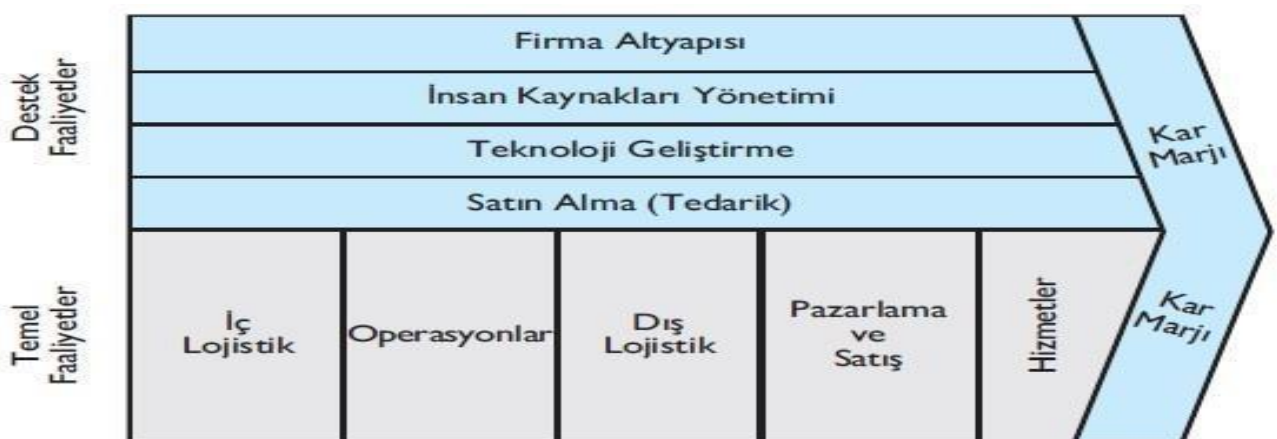 Destek
Faaliyetler
Firma Altyapısı
İnsan Kaynakları Yönetimi
Teknoloji Geliştirme
Satın Alma (Tedarik)
Kar
Marjı
Temel
Faaliyetler
İç
Lojistik
Operasyonlar
Dış
Lojistik
Pazarlama
ve
Satış
Hizmetler
Kar
Marjı